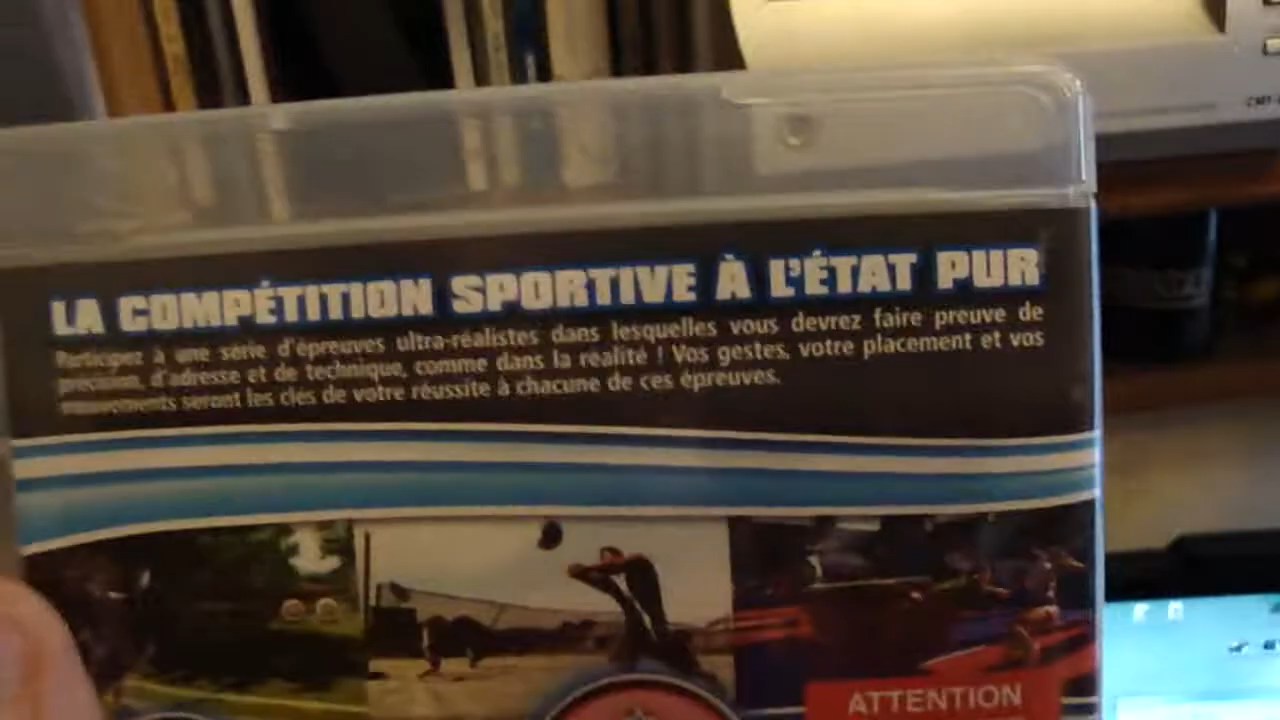 LA COMPÉTITION SPORTIVE À L'ÉTAT PUR
Participez à une série d'épreuves ultra-réalistes dans lesquelles vous devrez faire preuve de
précision, d'adresse et de technique, comme dans la réalité ! Vos gestes, votre placement et vos
mouvements seront les clés de votre réussite à chacune de ces épreuves.
ATTENTION